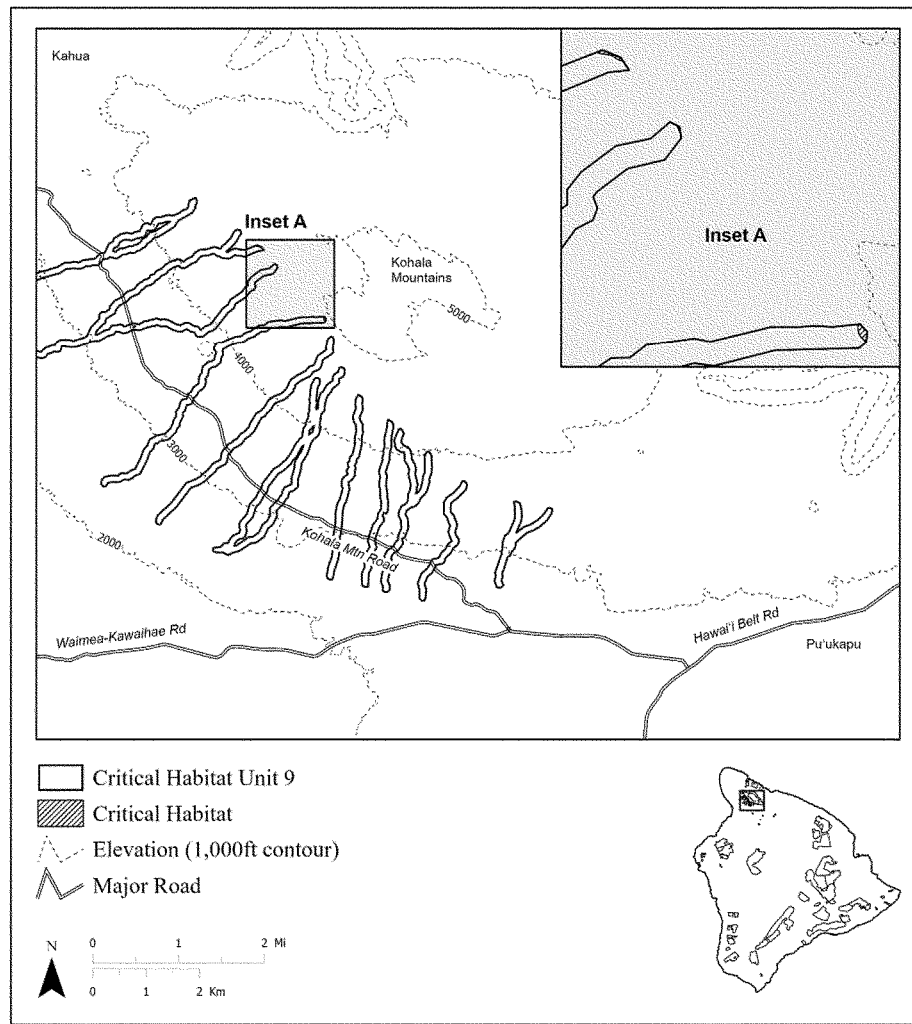 Kahua
Inset A
Inset A
Kohala
Mountains
5000
4000
3000
2000
Kohala Mtn Road
Waimea-Kawaihae Rd
Hawai'i Belt Rd
Pu'ukapu
Critical Habitat Unit 9
Critical Habitat
Elevation (1,000ft contour)
Major Road
N
0 1 2 Mi
0 1 2 Km